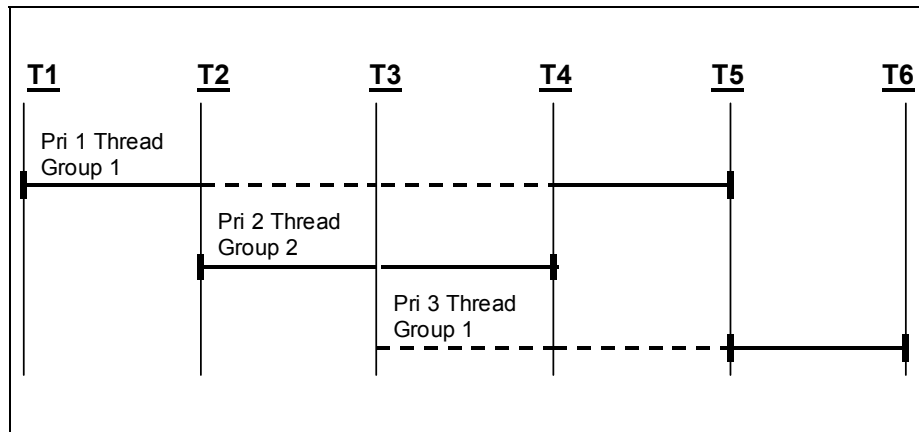 T1 T2 T3 T4 T5 T6
Pri 1 Thread
Group 1
Pri 2 Thread
Group 2
Pri 3 Thread
Group 1